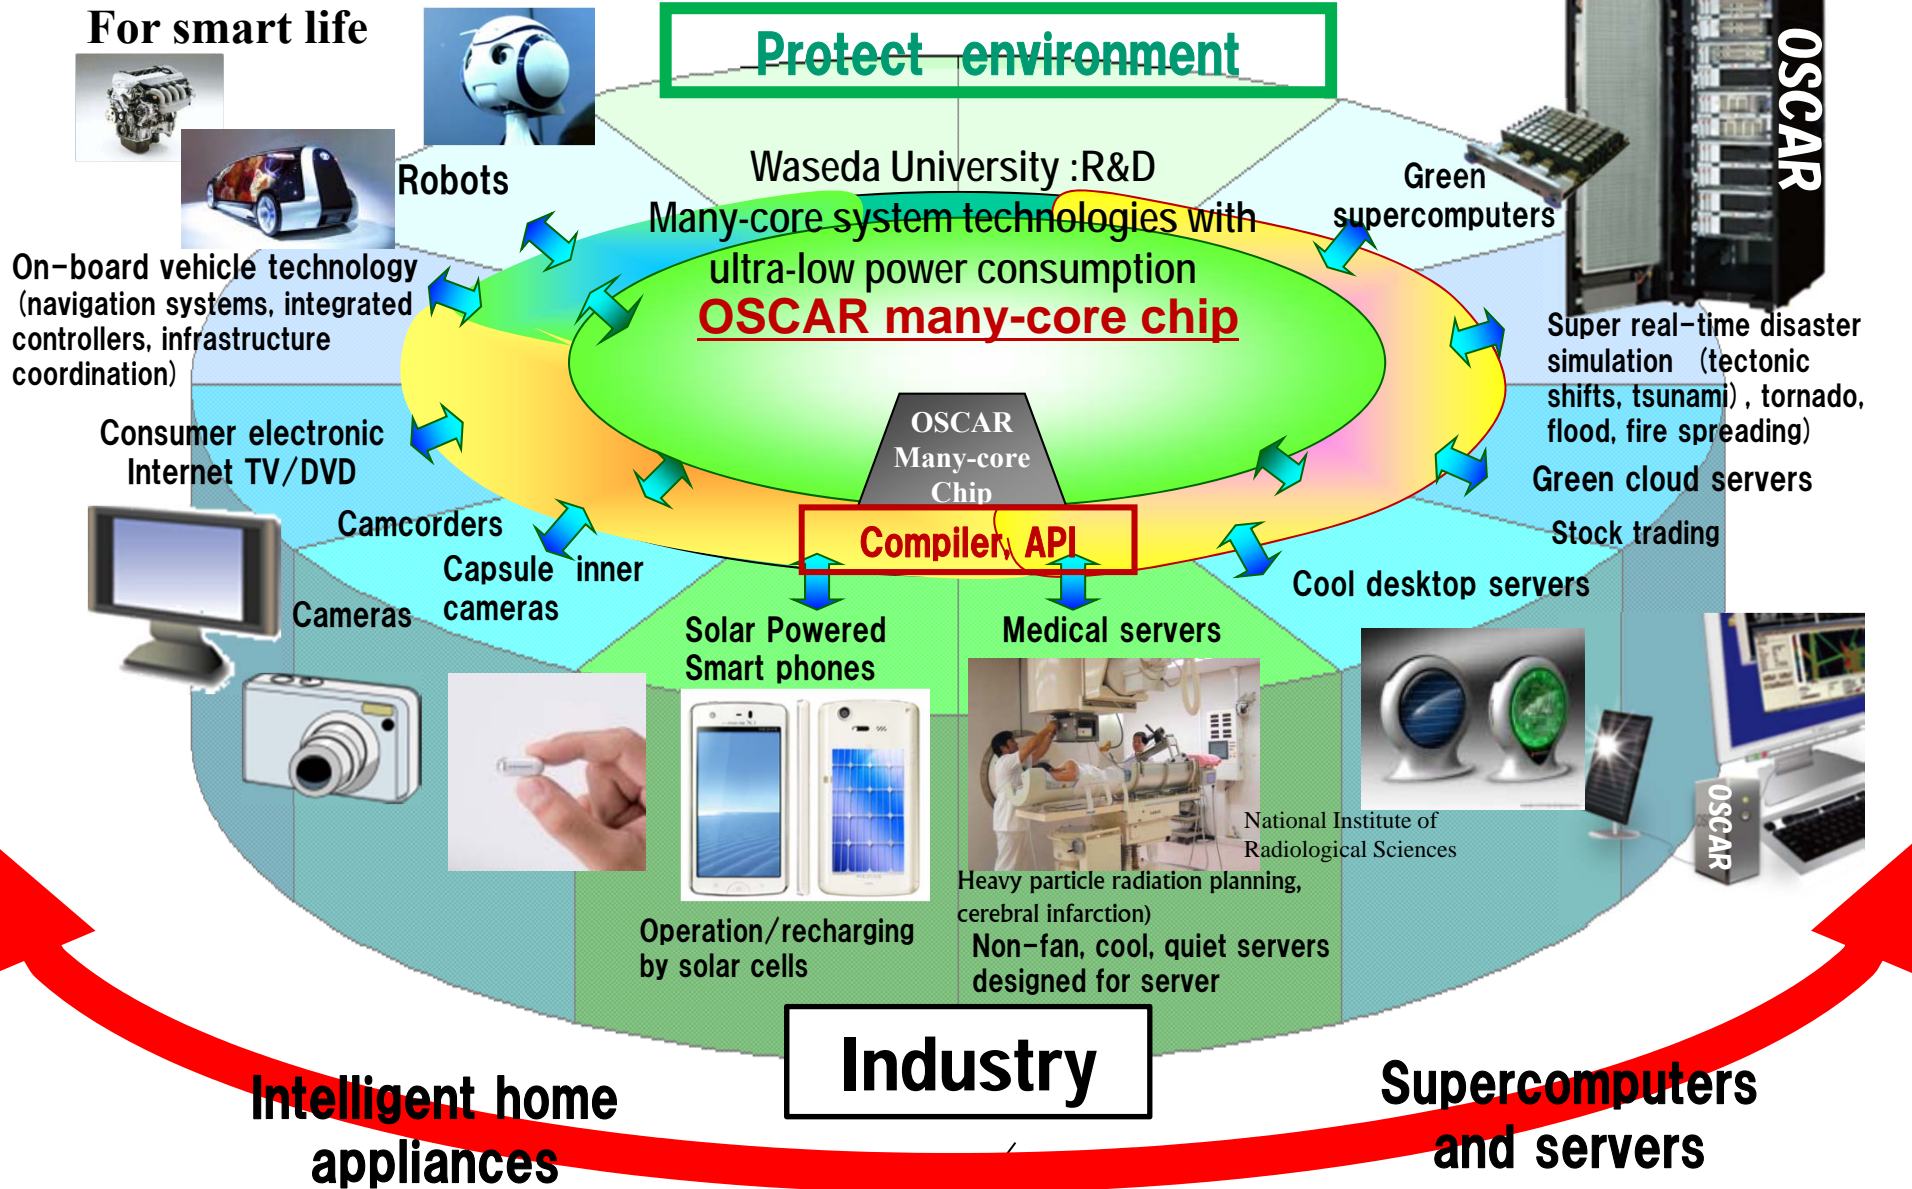 For smart life
Protect environment
OSCAR
Waseda University :R&D
Many-core system technologies with
ultra-low power consumption
OSCAR many-core chip
Robots
Green
supercomputers
On-board vehicle technology
(navigation systems, integrated
controllers, infrastructure
coordination)
Super real-time disaster
simulation (tectonic
shifts, tsunami), tornado,
flood, fire spreading)
Consumer electronic
Internet TV/DVD
OSCAR
Many-core
Chip
Green cloud servers
Camcorders
Stock trading
Compiler, API
Capsule inner
cameras
Cool desktop servers
Cameras
Solar Powered
Smart phones
Medical servers
OSCAR
National Institute of
Radiological Sciences
Heavy particle radiation planning,
cerebral infarction)
Operation/recharging
by solar cells
Non-fan, cool, quiet servers
designed for server
Industry
Intelligent home
appliances
Supercomputers
and servers